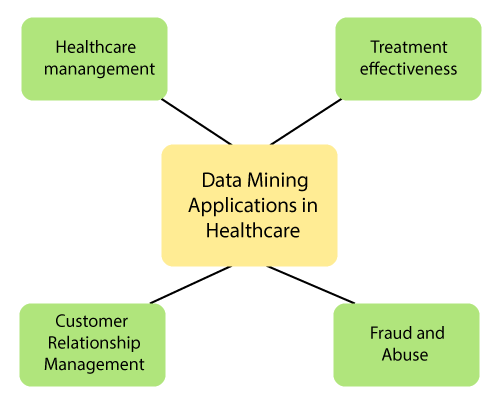 Healthcare
manangement
Treatment
effectiveness
Data Mining
Applications in
Healthcare
Customer
Relationship
Management
Fraud and
Abuse